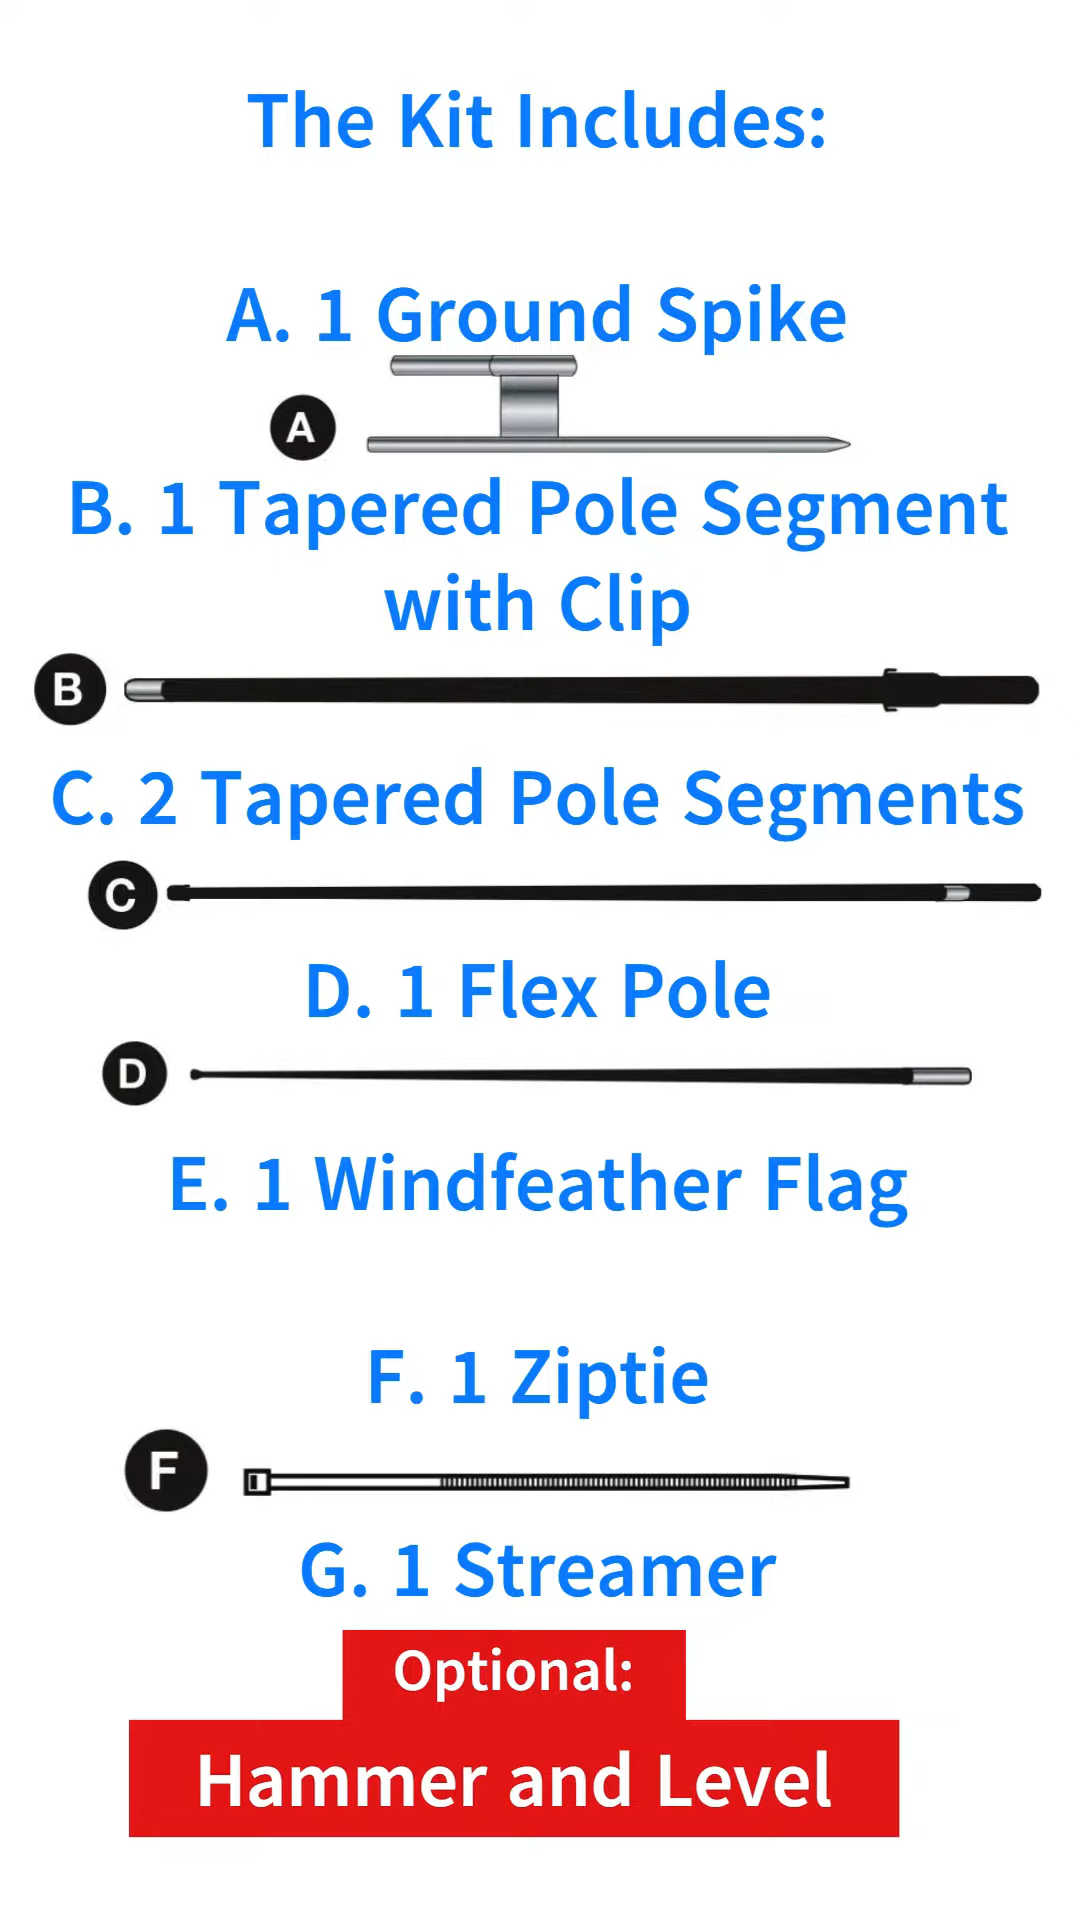 The Kit Includes:
A. 1 Ground Spike
A
B. 1 Tapered Pole Segment
with Clip
B
C. 2 Tapered Pole Segments
C
D. 1 Flex Pole
D
E. 1 Windfeather Flag
F. 1 Ziptie
F
G. 1 Streamer
Optional:
Hammer and Level